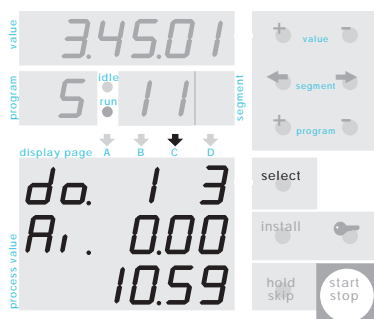 value
3.45.01
+ value -
segment
program
5
idle
run
11
segment
+ program -
display page A B C D
process value
do. 1 3
Ai. 0.00
10.59
select
install
hold
skip
start
stop